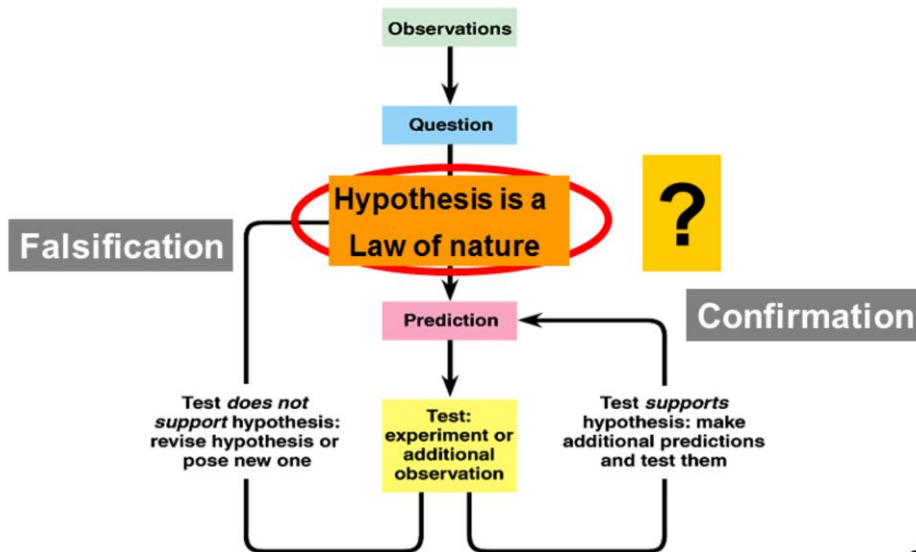 Observations
Question
Hypothesis is a
Law of nature
?
Falsification
Confirmation
Prediction
Test does not
support hypothesis:
revise hypothesis or
pose new one
Test:
experiment or
additional
observation
Test supports
hypothesis: make
additional predictions
and test them